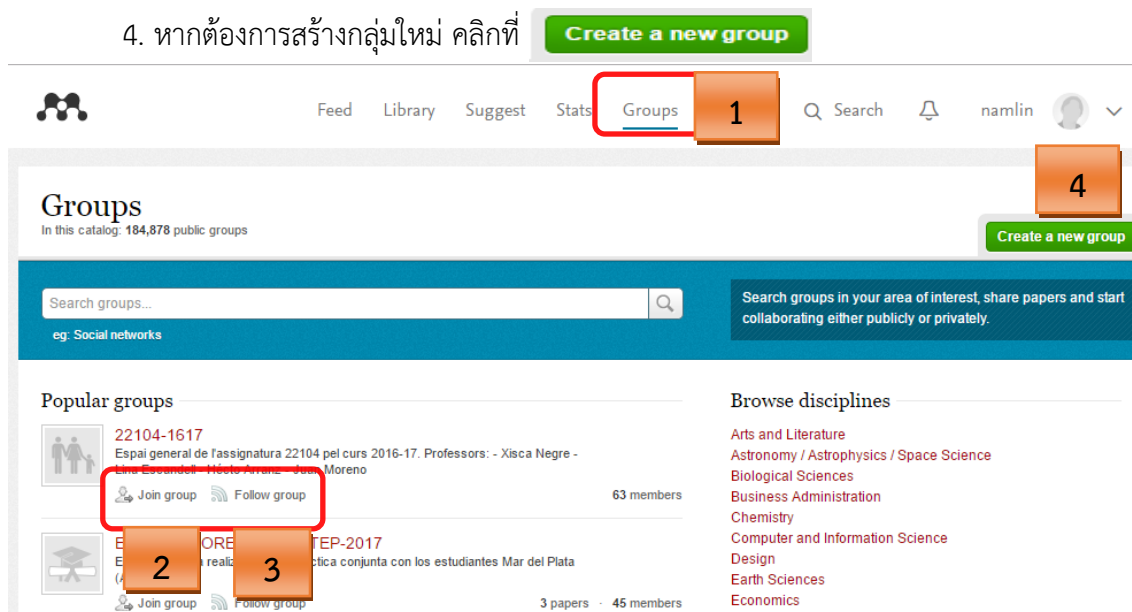 4. หากต้องการสร้างกลุ่มใหม่ คลิกที่ Create a new group
Feed Library Suggest Stats Groups 1 Search namlin
4
Groups
In this catalog: 184,878 public groups
Create a new group
Search groups...
eg: Social networks
Search groups in your area of interest, share papers and start
collaborating either publicly or privately.
Popular groups
22104-1617
Espai general de l'assignatura 22104 pel curs 2016-17. Professors: - Xisca Negre -
Moreno
Join group Follow group
63 members
2 3
TEP-2017
conjunta con los estudiantes Mar del Plata
Join group Follow group
3 papers · 45 members
Browse disciplines
Arts and Literature
Astronomy / Astrophysics / Space Science
Biological Sciences
Business Administration
Chemistry
Computer and Information Science
Design
Earth Sciences
Economics